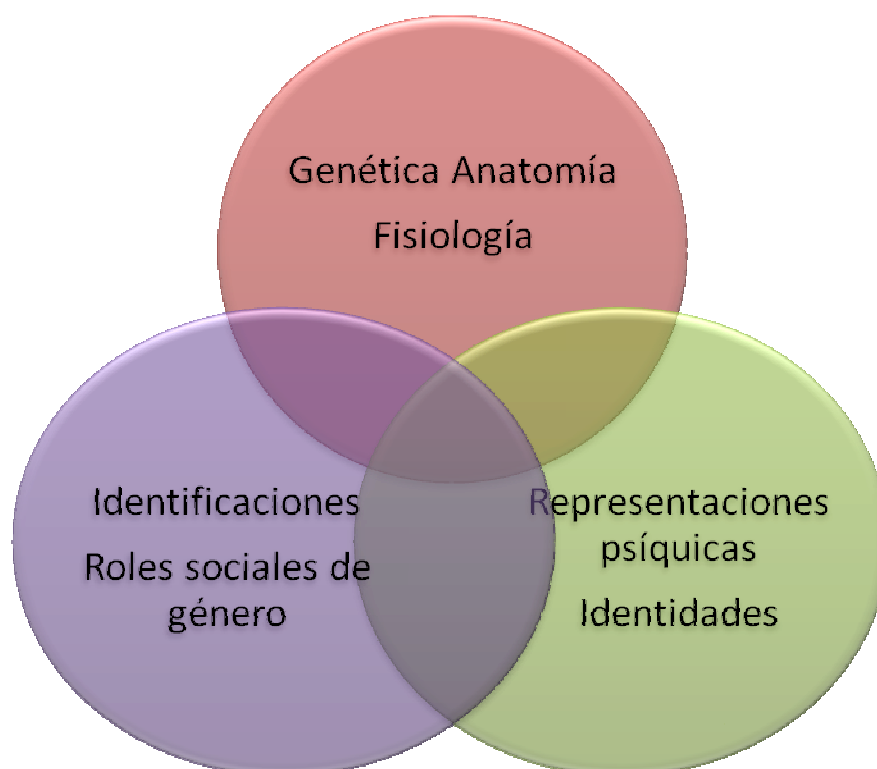 Genética Anatomía
Fisiología
Identificaciones
Roles sociales de
género
Representaciones
psíquicas
Identidades